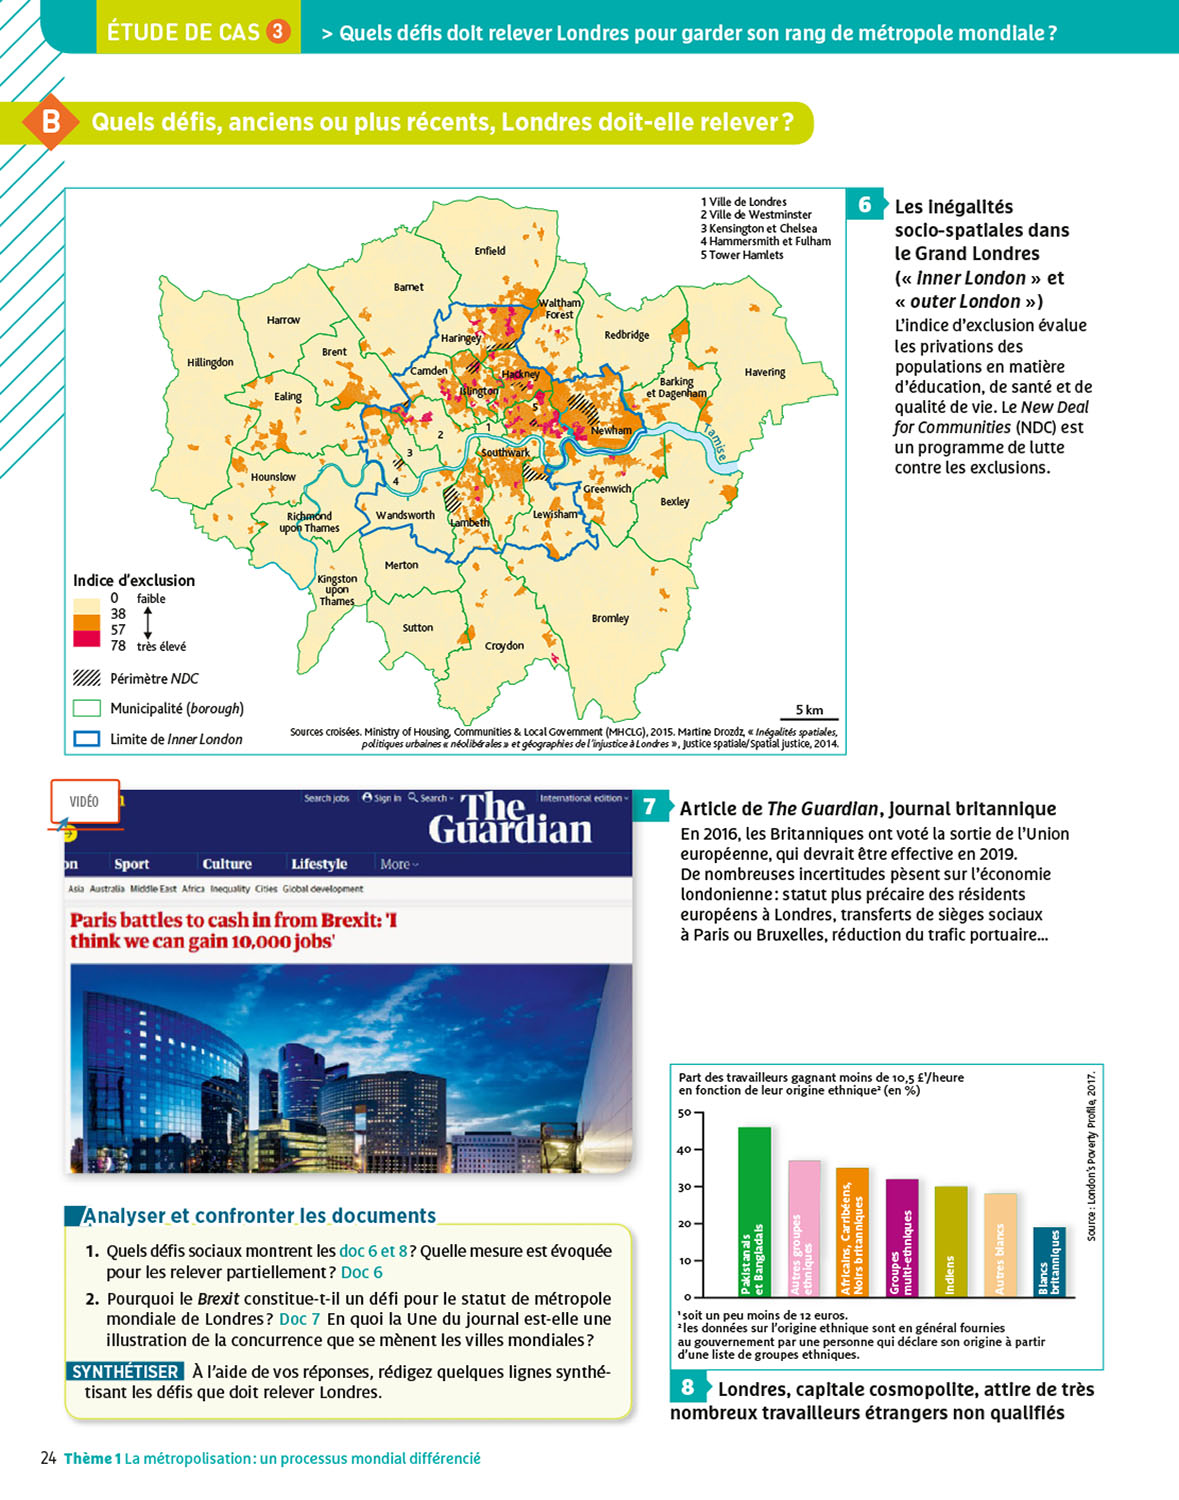 ÉTUDE DE CAS 3
> Quels défis doit relever Londres pour garder son rang de métropole mondiale ?
B
Quels défis, anciens ou plus récents, Londres doit-elle relever ?
1 Ville de Londres
2 Ville de Westminster
3 Kensington et Chelsea
4 Hammersmith et Fulham
5 Tower Hamlets
Enfield
Barnet
Waltham
Forest
Harrow
Haringey
Redbridge
Brent
Hillingdon
Camden
Hackney
Havering
Barking
et Dagenham
Islington
Ealing
5
1
2
Newham
Tamise
3
Southwark
Hounslow
4
Greenwich
Bexley
Richmond
upon Thames
Wandsworth
Lambeth
Lewisham
Merton
Kingston
upon
Thames
Sutton
Croydon
Bromley
Indice d'exclusion
0 faible
38
57
78 très élevé
Périmètre NDC
Municipalité (borough)
Limite de Inner London
5 km
Sources croisées. Ministry of Housing, Communities & Local Government (MHCLG), 2015. Martine Drozdz, « Inégalités spatiales,
politiques urbaines « néolibérales » et géographies de l'injustice à Londres », Justice spatiale/Spatial justice, 2014.
6
Les inégalités
socio-spatiales dans
le Grand Londres
(« Inner London » et
« outer London »)
L'indice d'exclusion évalue
les privations des
populations en matière
d'éducation, de santé et de
qualité de vie. Le New Deal
for Communities (NDC) est
un programme de lutte
contre les exclusions.
VIDÉO
Search jobs Sign in Search International edition
The
Guardian
on Sport Culture Lifestyle More
Asia Australia Middle East Africa Inequality Cities Global development
Paris battles to cash in from Brexit: 'I
think we can gain 10,000 jobs'
7
Article de The Guardian, journal britannique
En 2016, les Britanniques ont voté la sortie de l'Union
européenne, qui devrait être effective en 2019.
De nombreuses incertitudes pèsent sur l'économie
londonienne : statut plus précaire des résidents
européens à Londres, transferts de sièges sociaux
à Paris ou Bruxelles, réduction du trafic portuaire…
Analyser et confronter les documents
1. Quels défis sociaux montrent les doc 6 et 8 ? Quelle mesure est évoquée
pour les relever partiellement ? Doc 6
2. Pourquoi le Brexit constitue-t-il un défi pour le statut de métropole
mondiale de Londres ? Doc 7 En quoi la Une du journal est-elle une
illustration de la concurrence que se mènent les villes mondiales ?
SYNTHÉTISER À l'aide de vos réponses, rédigez quelques lignes synthé-
tisant les défis que doit relever Londres.
Part des travailleurs gagnant moins de 10,5 £¹/heure
en fonction de leur origine ethnique² (en %)
50
40
30
20
10
0
Pakistanais
et Bangladais
Autres groupes
ethniques
Africains, Carribéens,
Noirs britanniques
Groupes
multi-ethniques
Indiens
Autres blancs
Blancs
britanniques
Source : London's Poverty Profile, 2017.
¹ soit un peu moins de 12 euros.
² les données sur l'origine ethnique sont en général fournies
au gouvernement par une personne qui déclare son origine à partir
d'une liste de groupes ethniques.
8
Londres, capitale cosmopolite, attire de très
nombreux travailleurs étrangers non qualifiés
24 Thème 1 La métropolisation : un processus mondial différencié